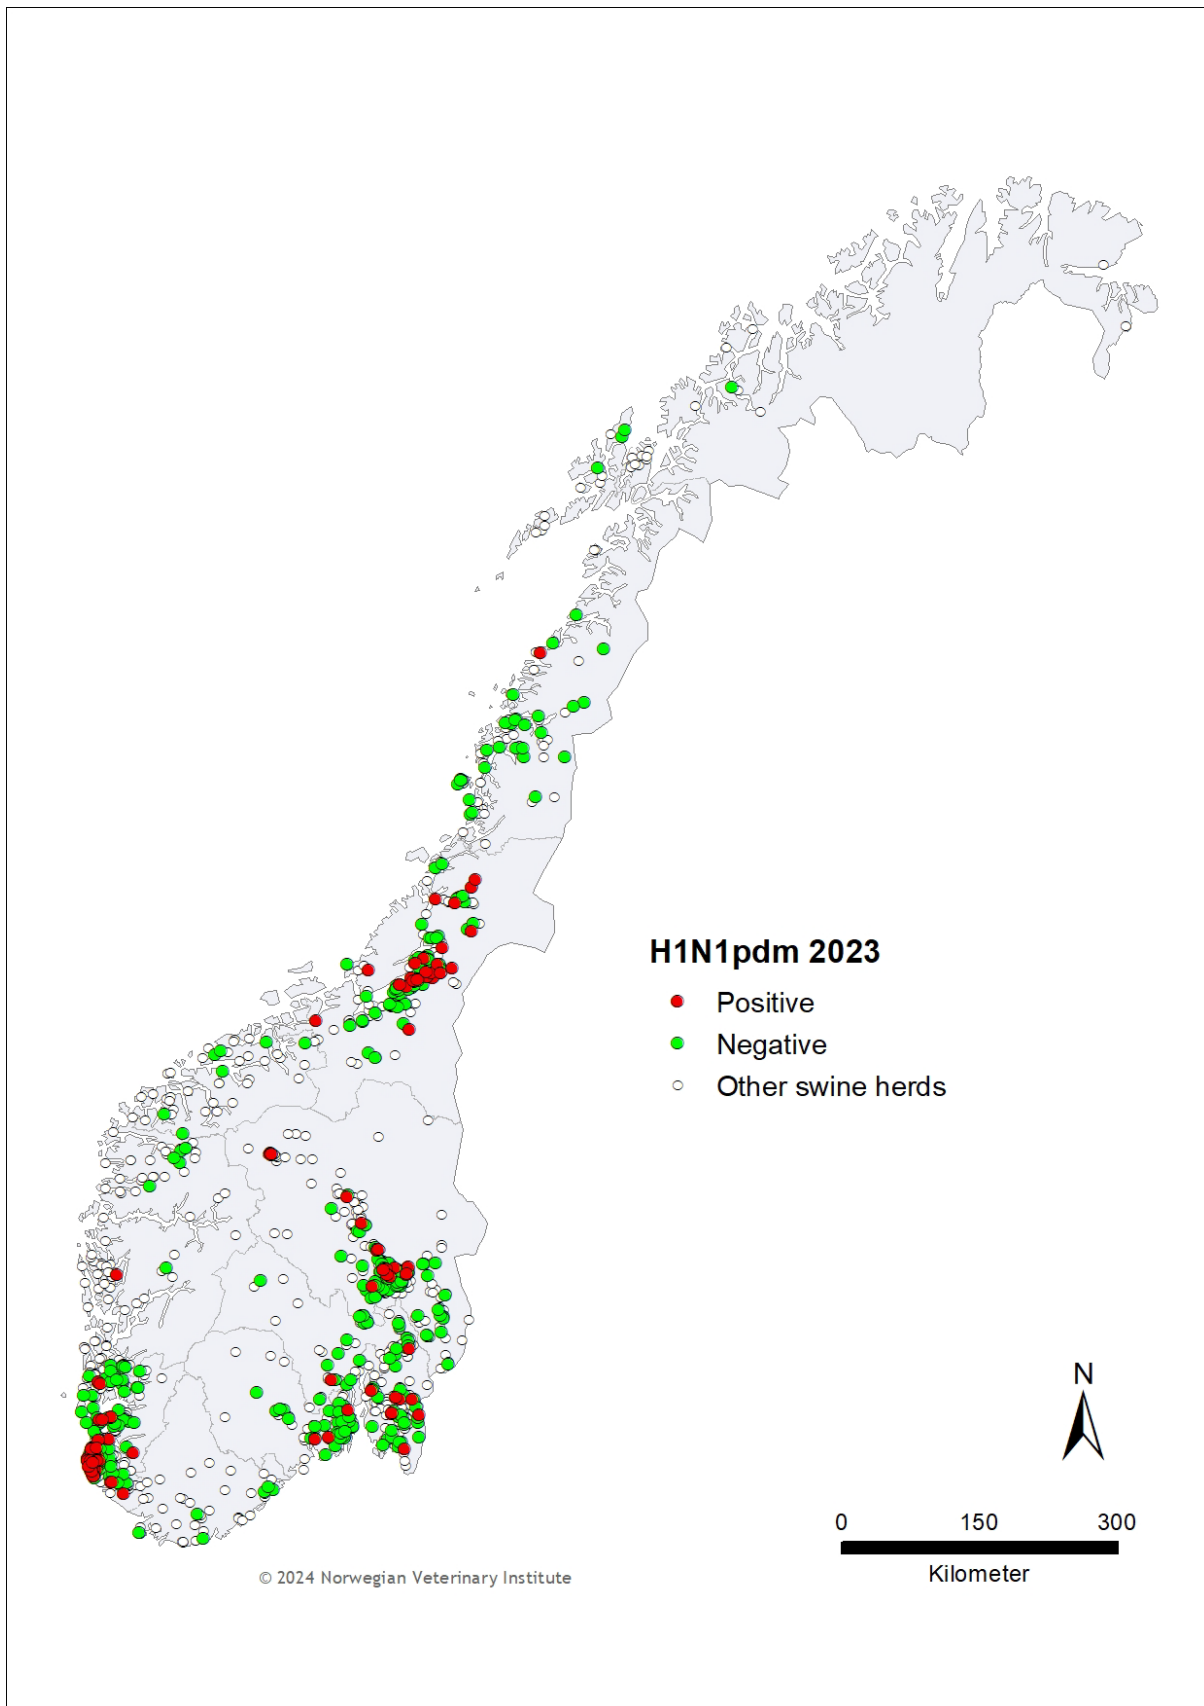 H1N1pdm 2023
Positive
Negative
Other swine herds
N
0 150 300
Kilometer
© 2024 Norwegian Veterinary Institute